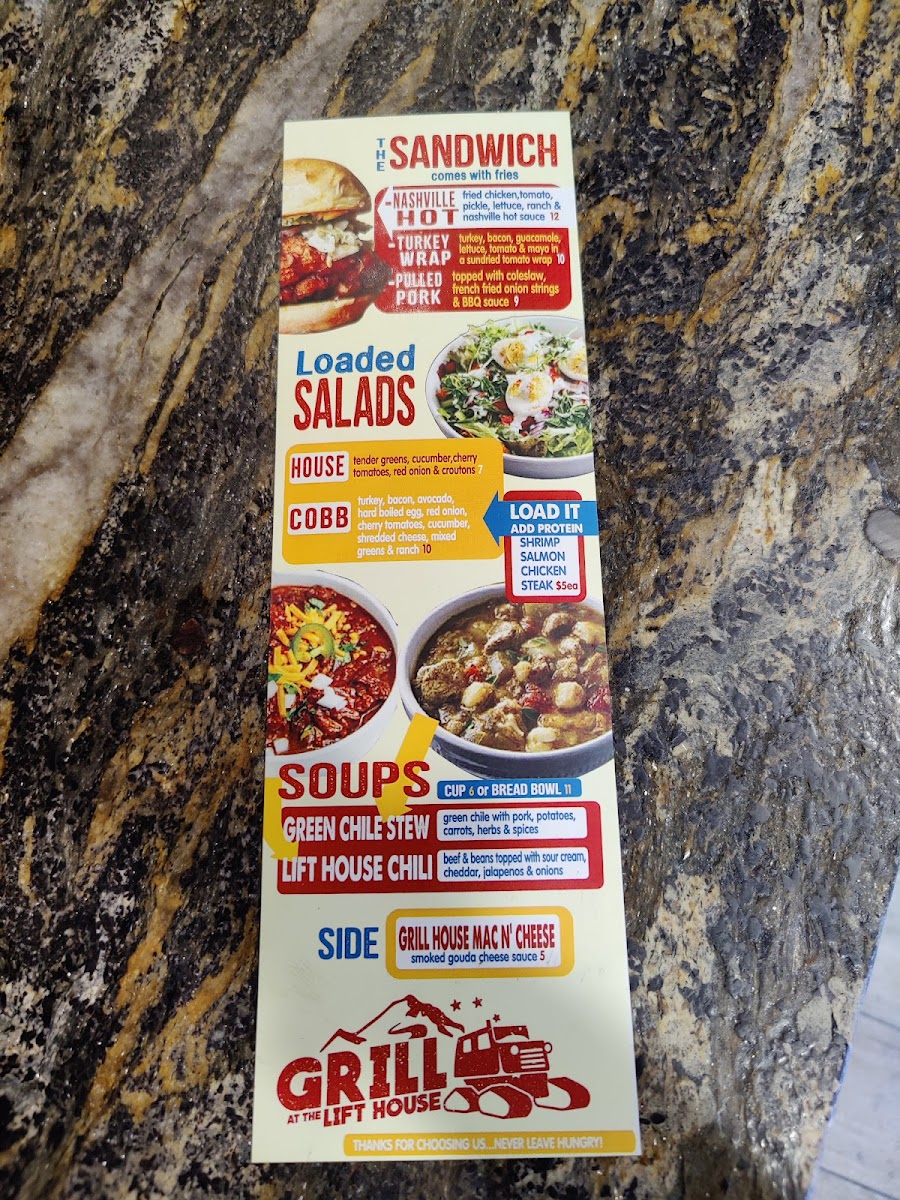 THE SANDWICH
comes with fries
-NASHVILLE
HOT
fried chicken,tomato,
pickle, lettuce, ranch &
nashville hot sauce 12
-TURKEY
WRAP
turkey, bacon, guacamole,
lettuce, tomato & mayo in
a sundried tomato wrap 10
-PULLED
PORK
topped with coleslaw,
french fried onion strings
& BBQ sauce 9
Loaded
SALADS
HOUSE
tender greens, cucumber,cherry
tomatoes, red onion & croutons 7
COBB
turkey, bacon, avocado,
hard boiled egg, red onion,
cherry tomatoes, cucumber,
shredded cheese, mixed
greens & ranch 10
LOAD IT
ADD PROTEIN
SHRIMP
SALMON
CHICKEN
STEAK $5ea
SOUPS
CUP 6 or BREAD BOWL 11
GREEN CHILE STEW
green chile with pork, potatoes,
carrots, herbs & spices
LIFT HOUSE CHILI
beef & beans topped with sour cream,
cheddar, jalapenos & onions
SIDE
GRILL HOUSE MAC N' CHEESE
smoked gouda cheese sauce 5
GRILL
AT THE LIFT HOUSE
THANKS FOR CHOOSING US...NEVER LEAVE HUNGRY!